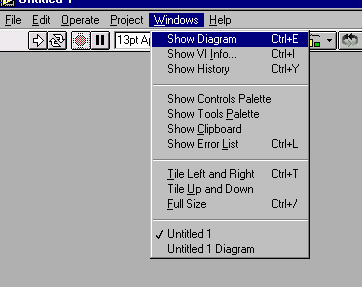 Untitled 1
File Edit Operate Project Windows Help
13pt Ap
Show Diagram Ctrl+E
Show VI Info... Ctrl+I
Show History Ctrl+Y
Show Controls Palette
Show Tools Palette
Show Clipboard
Show Error List Ctrl+L
Tile Left and Right Ctrl+T
Tile Up and Down
Full Size Ctrl+/
✓ Untitled 1
Untitled 1 Diagram